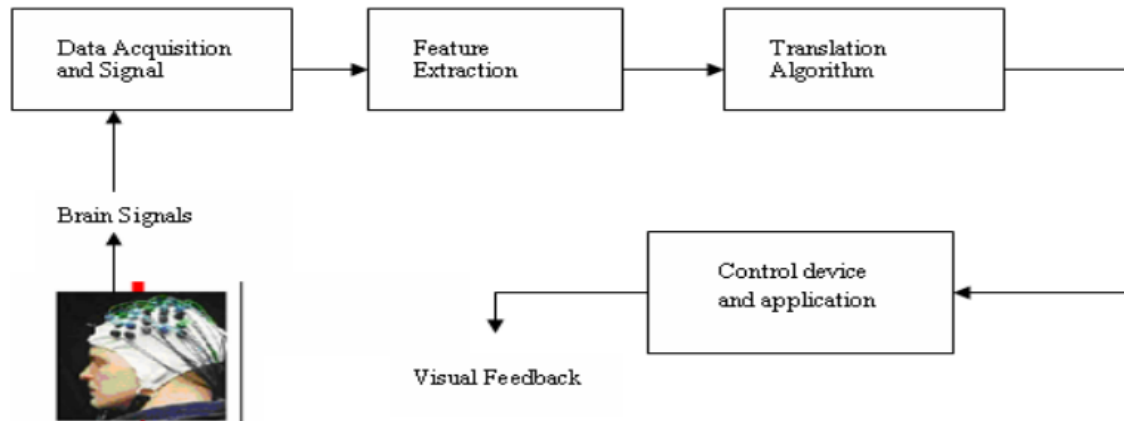 Data Acquisition
and Signal
Feature
Extraction
Translation
Algorithm
Brain Signals
Control device
and application
Visual Feedback